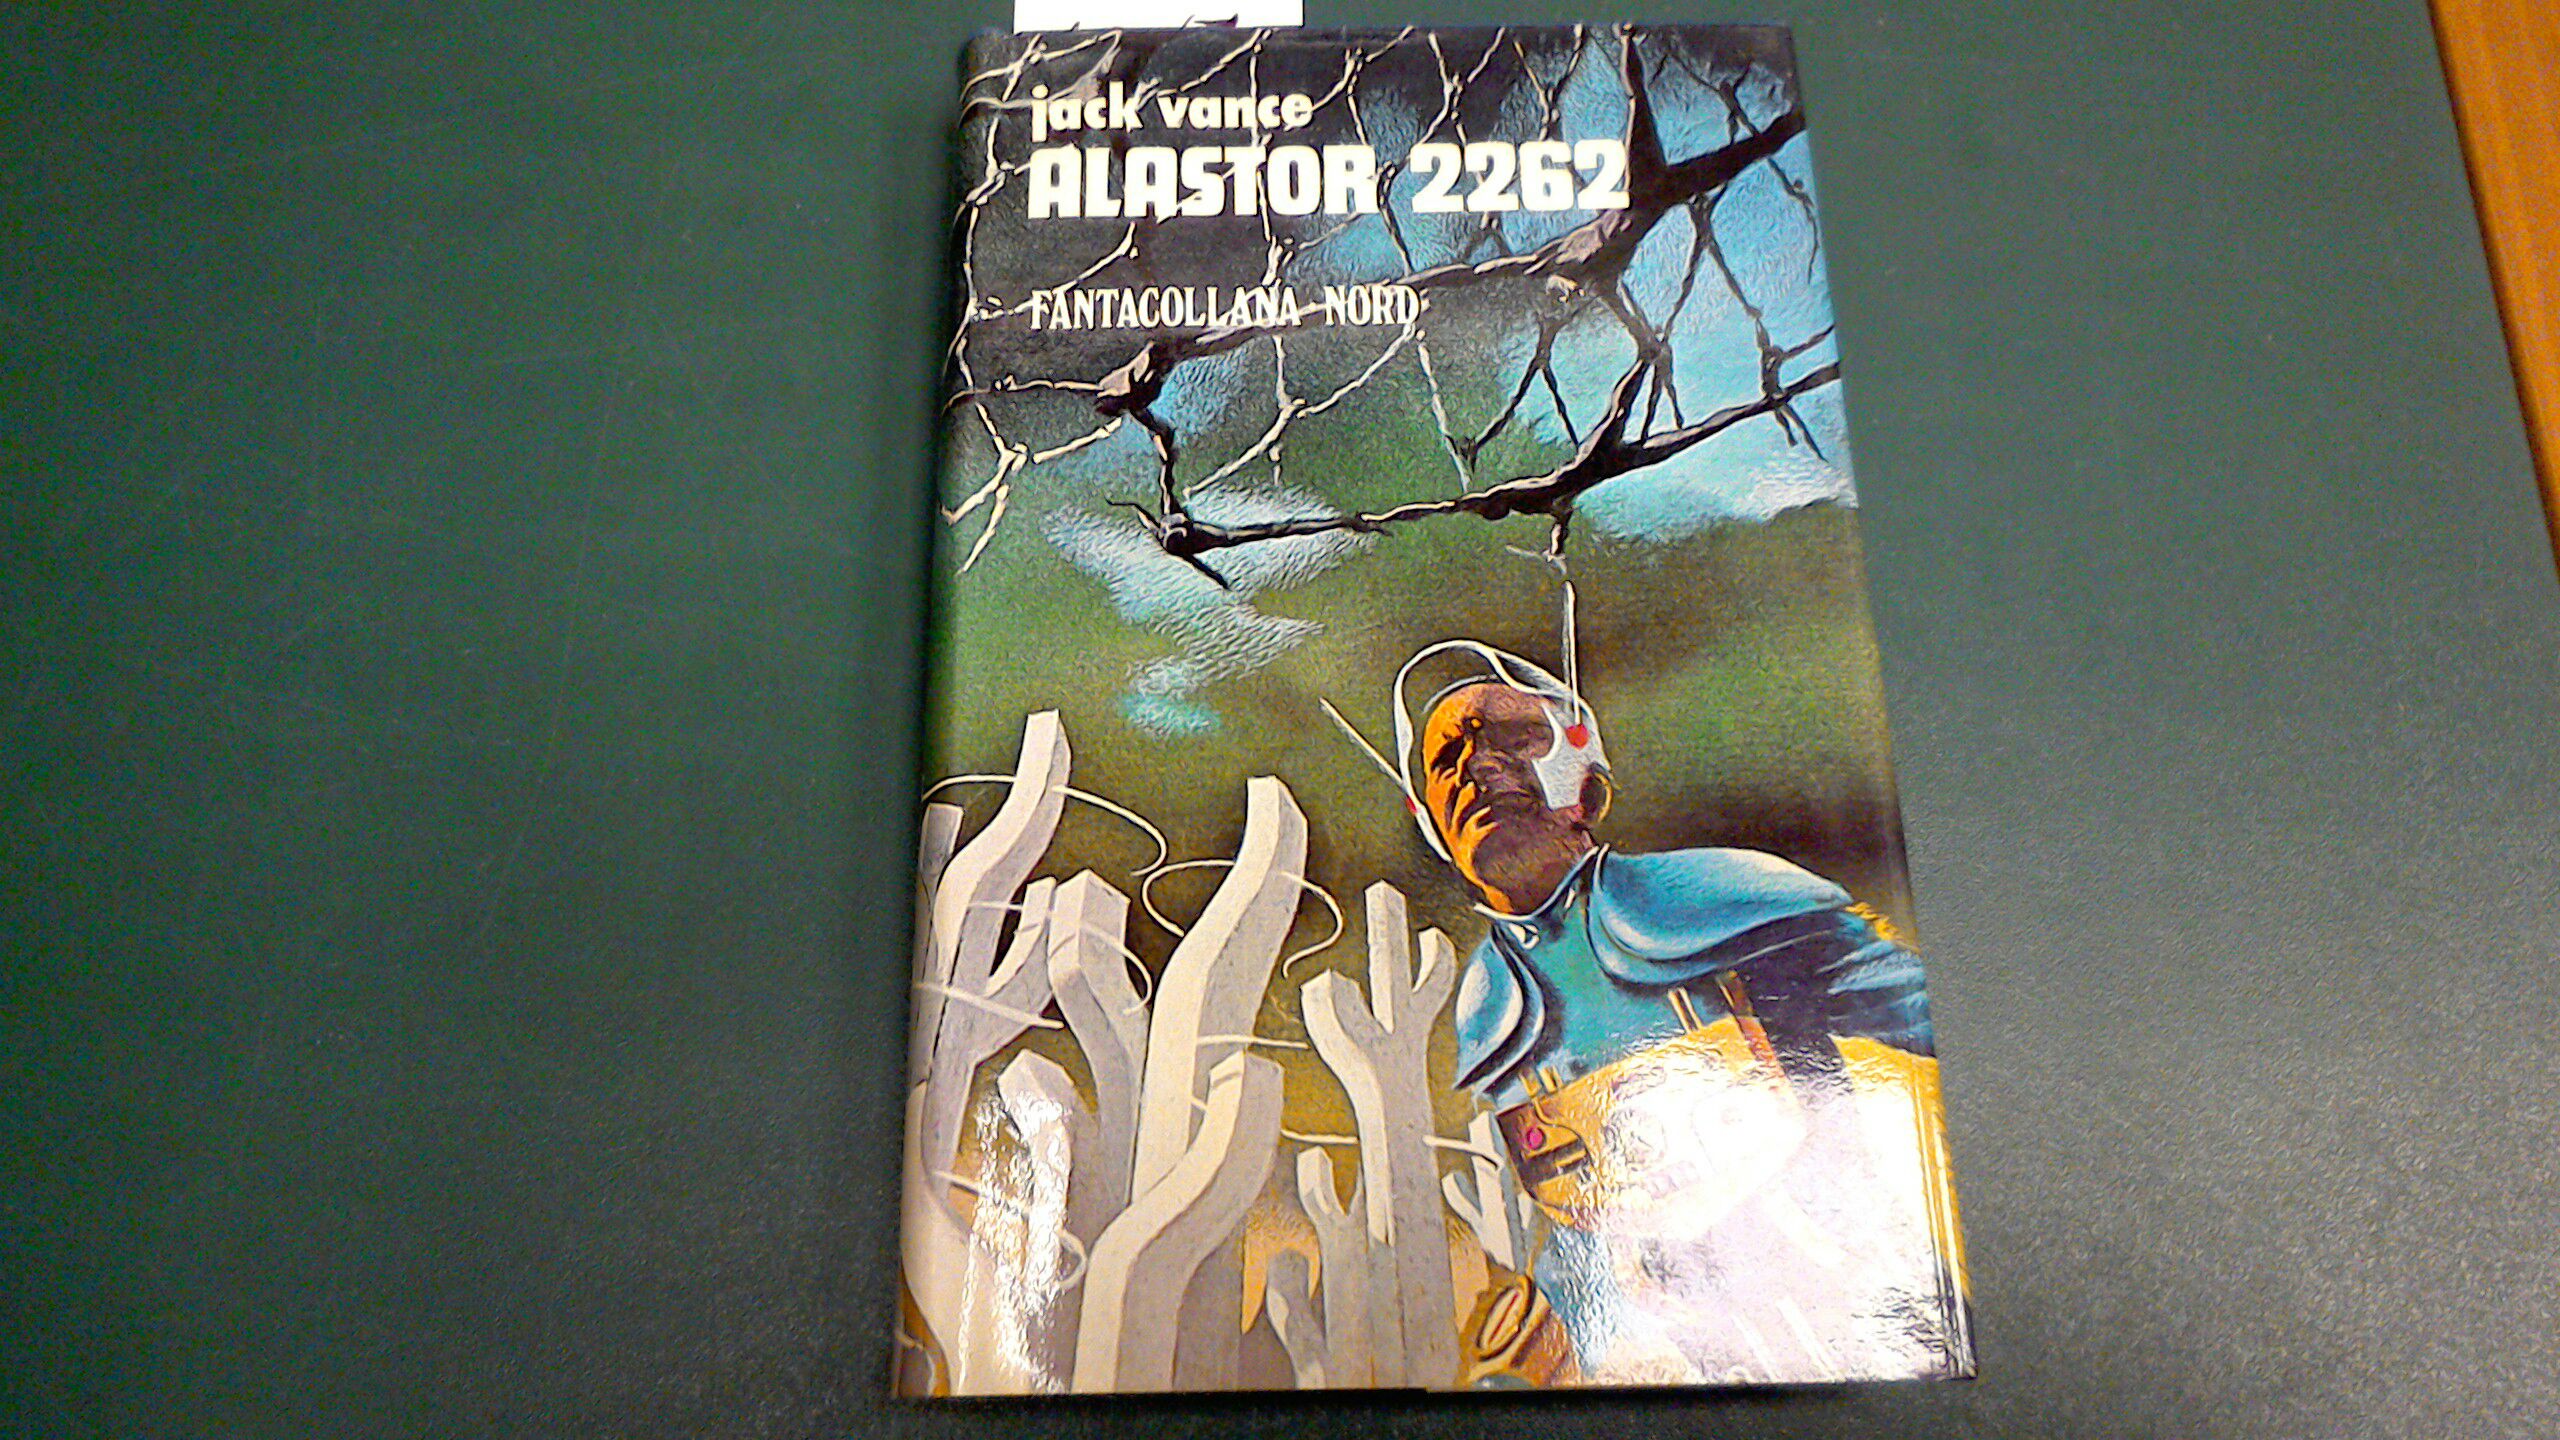 jack vance
ALASTOR 2262
FANTACOLLANA NORD